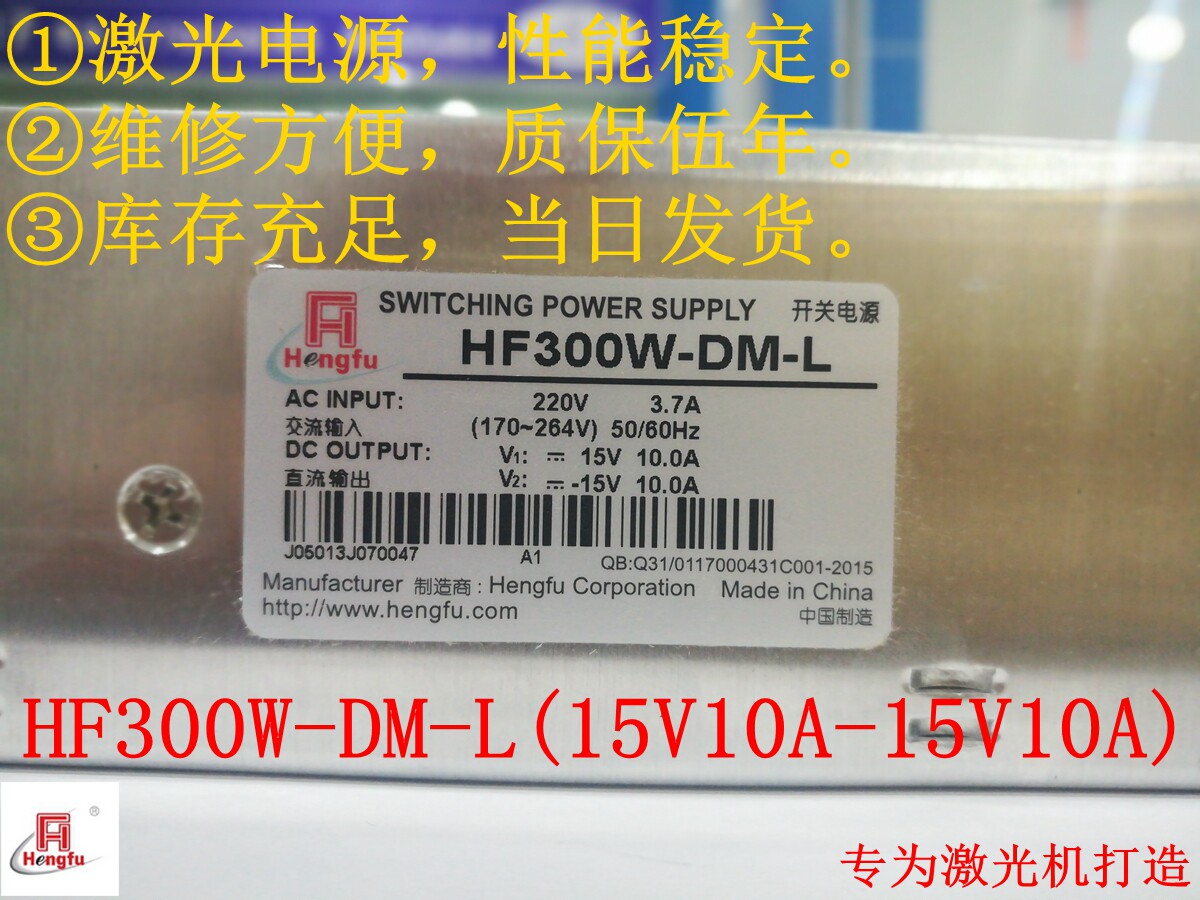 ①激光电源，性能稳定。
②维修方便，质保伍年。
③库存充足，当日发货。
Hengfu
SWITCHING POWER SUPPLY 开关电源
HF300W-DM-L
AC INPUT: 220V 3.7A
交流输入 (170~264V) 50/60Hz
DC OUTPUT: V1: ⎓ 15V 10.0A
直流输出 V2: ⎓ -15V 10.0A
J05013J070047 A1 QB:Q31/0117000431C001-2015
Manufacturer 制造商：Hengfu Corporation Made in China
http://www.hengfu.com 中国制造
HF300W-DM-L(15V10A-15V10A)
Hengfu ®
专为激光机打造